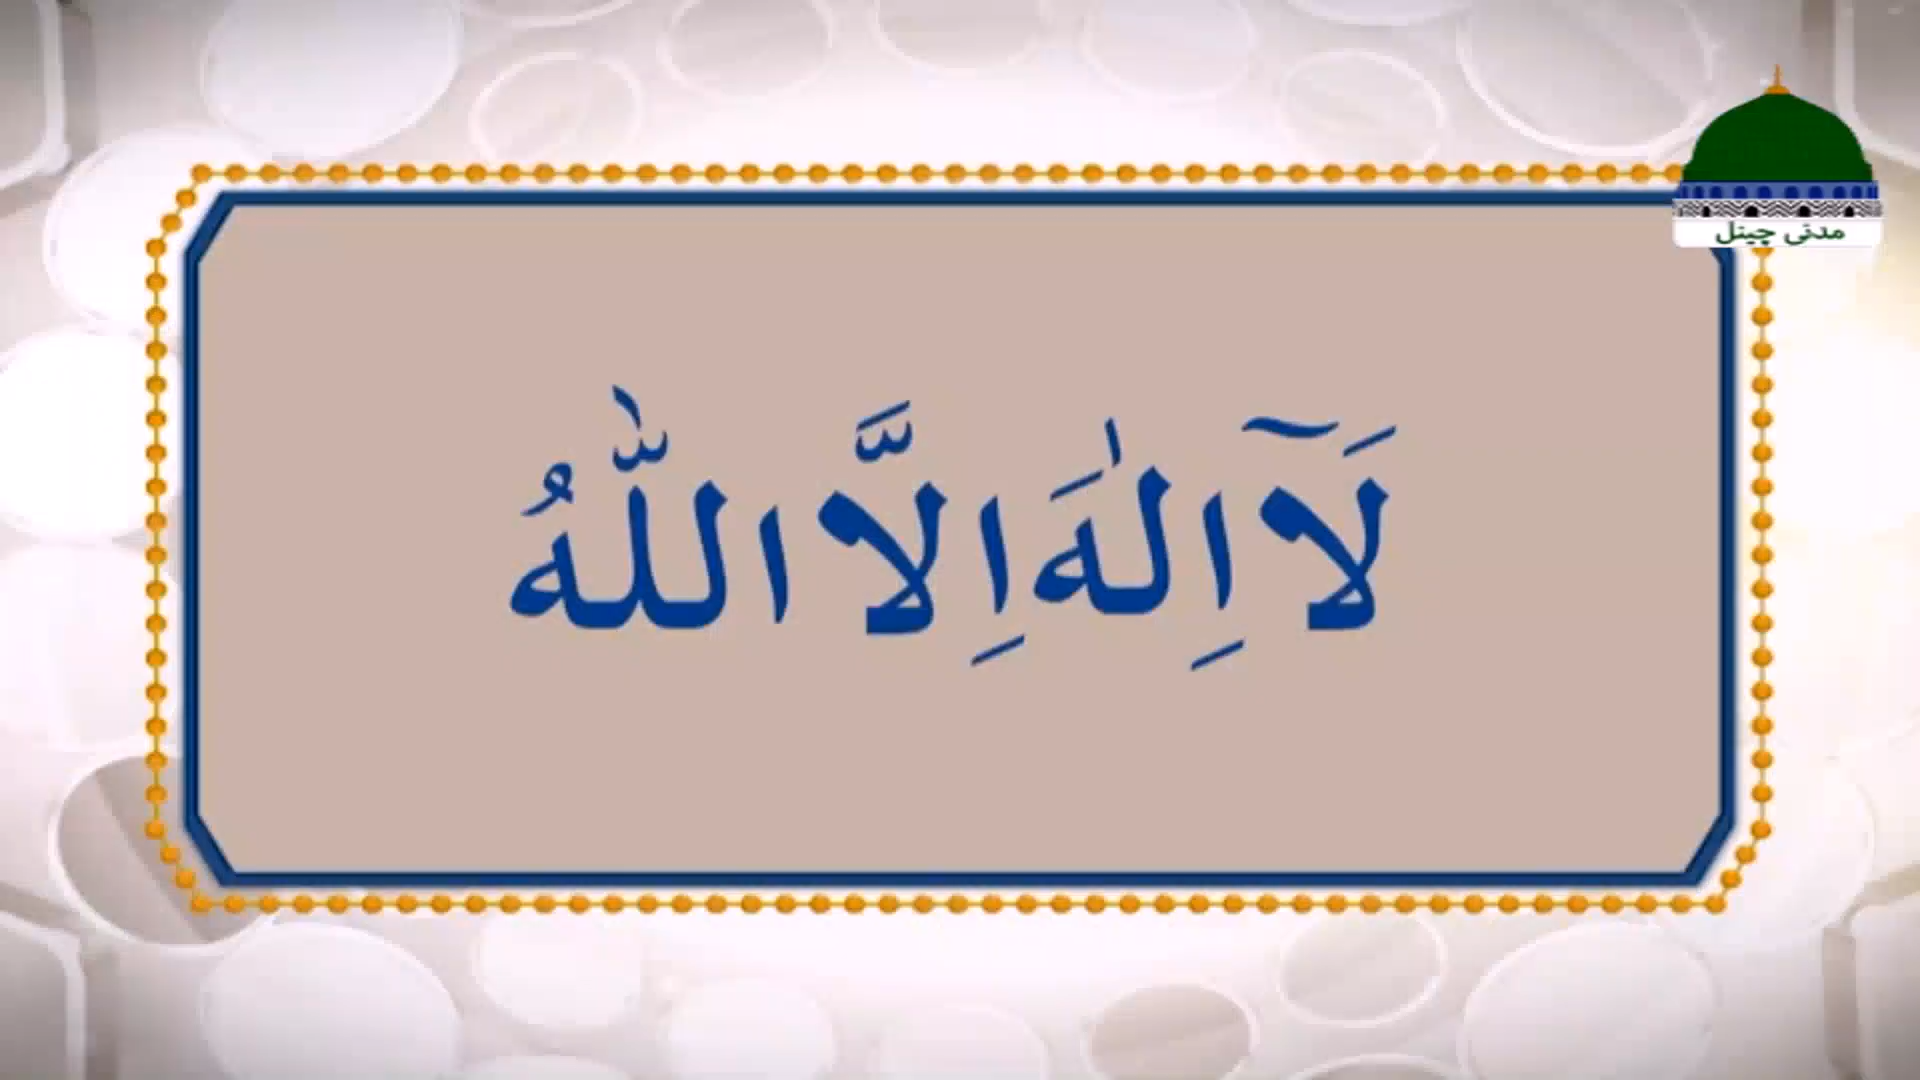 مدنی چینل
لَآ اِلٰهَ اِلَّا اللّٰهُ